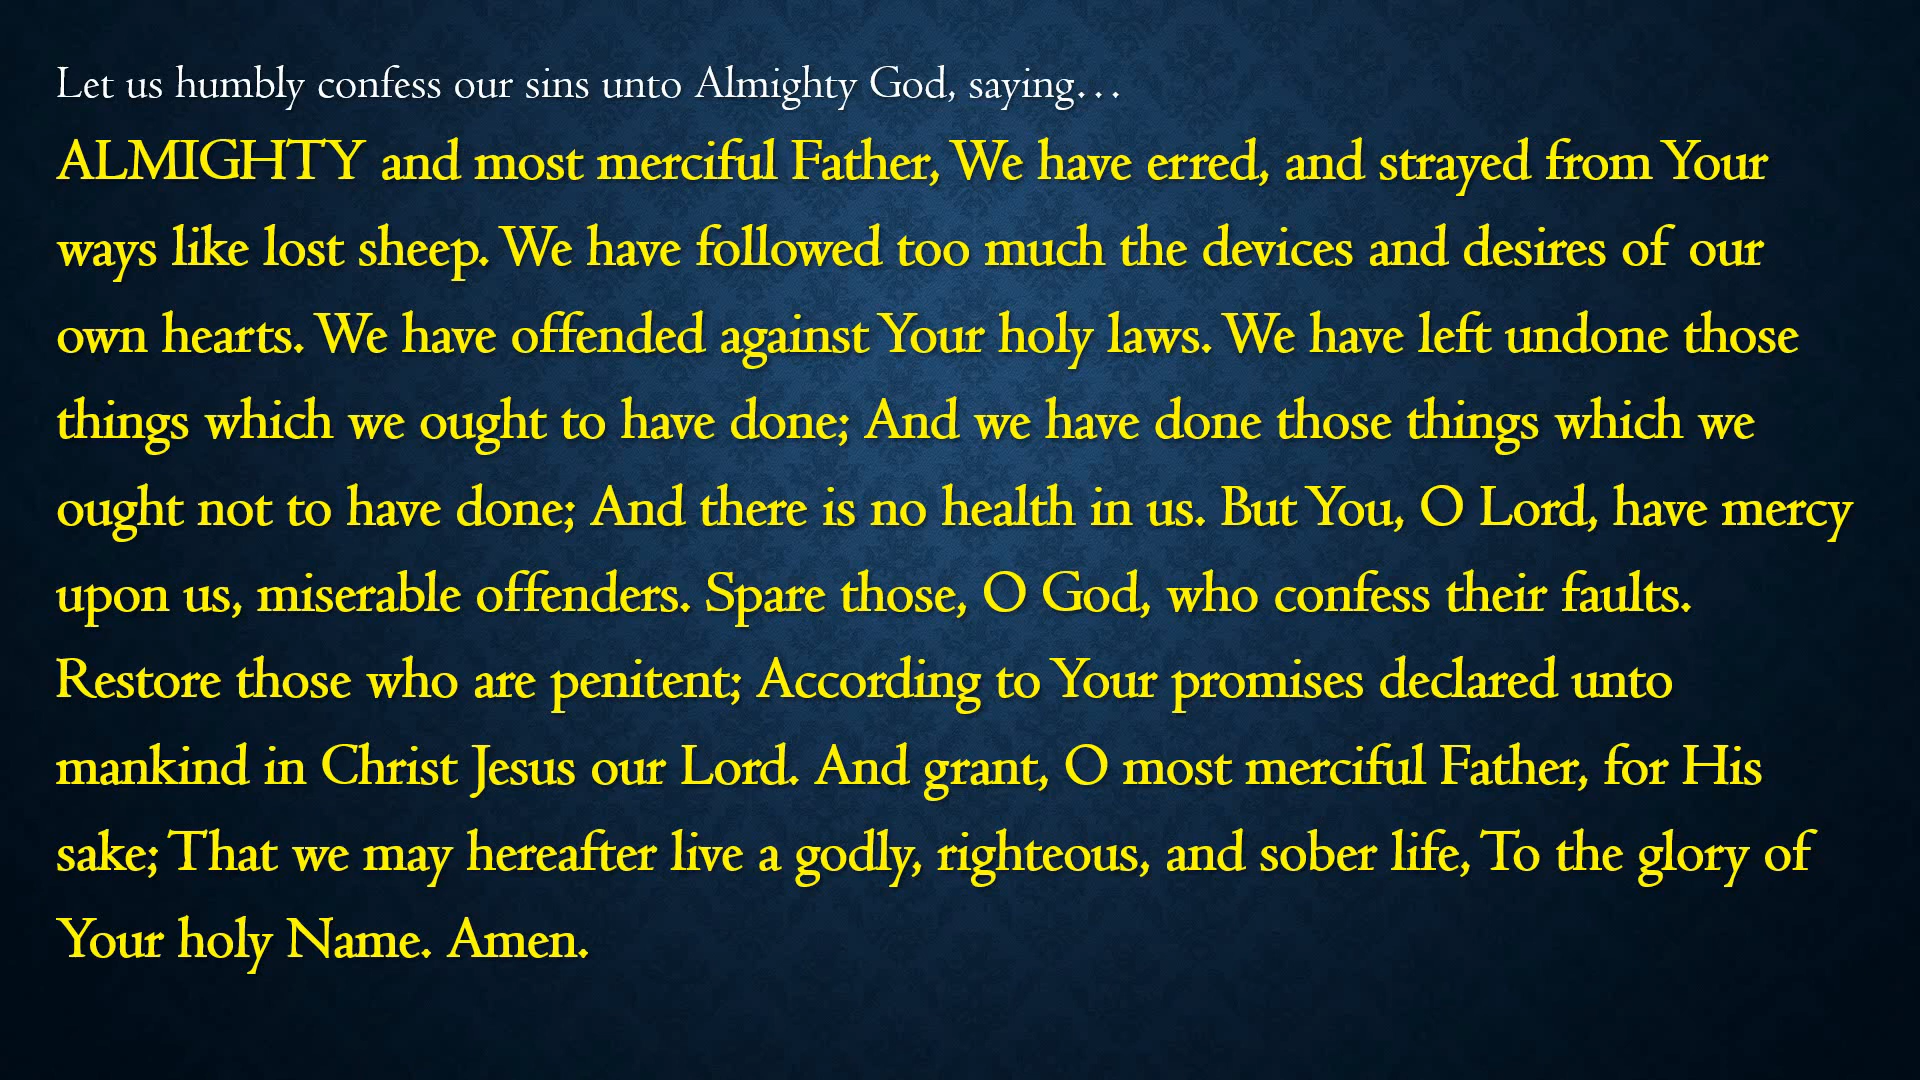 Let us humbly confess our sins unto Almighty God, saying…
ALMIGHTY and most merciful Father, We have erred, and strayed from Your
ways like lost sheep. We have followed too much the devices and desires of our
own hearts. We have offended against Your holy laws. We have left undone those
things which we ought to have done; And we have done those things which we
ought not to have done; And there is no health in us. But You, O Lord, have mercy
upon us, miserable offenders. Spare those, O God, who confess their faults.
Restore those who are penitent; According to Your promises declared unto
mankind in Christ Jesus our Lord. And grant, O most merciful Father, for His
sake; That we may hereafter live a godly, righteous, and sober life, To the glory of
Your holy Name. Amen.